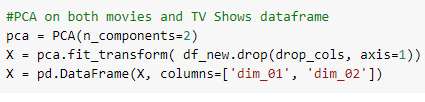 #PCA on both movies and TV Shows dataframe
pca = PCA(n_components=2)
X = pca.fit_transform( df_new.drop(drop_cols, axis=1))
X = pd.DataFrame(X, columns=['dim_01', 'dim_02'])